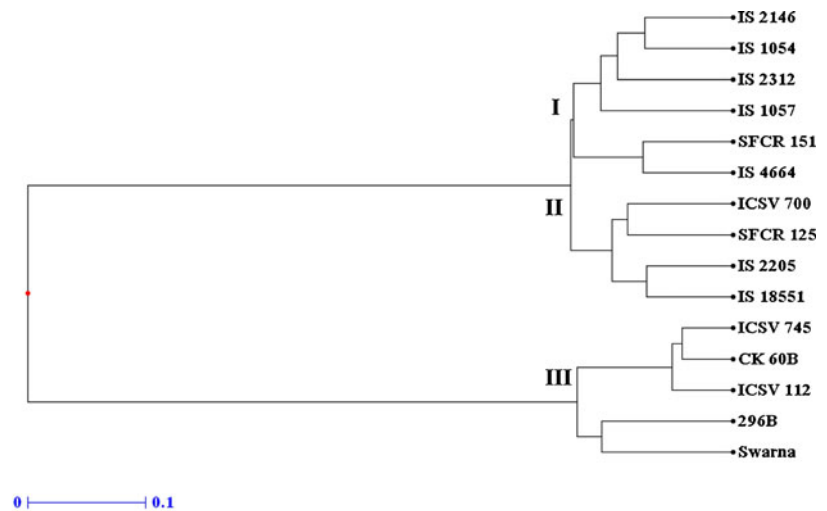 IS 2146
IS 1054
IS 2312
I
IS 1057
SFCR 151
IS 4664
II
ICSV 700
SFCR 125
IS 2205
IS 18551
ICSV 745
CK 60B
III
ICSV 112
296B
Swarna
0 0.1